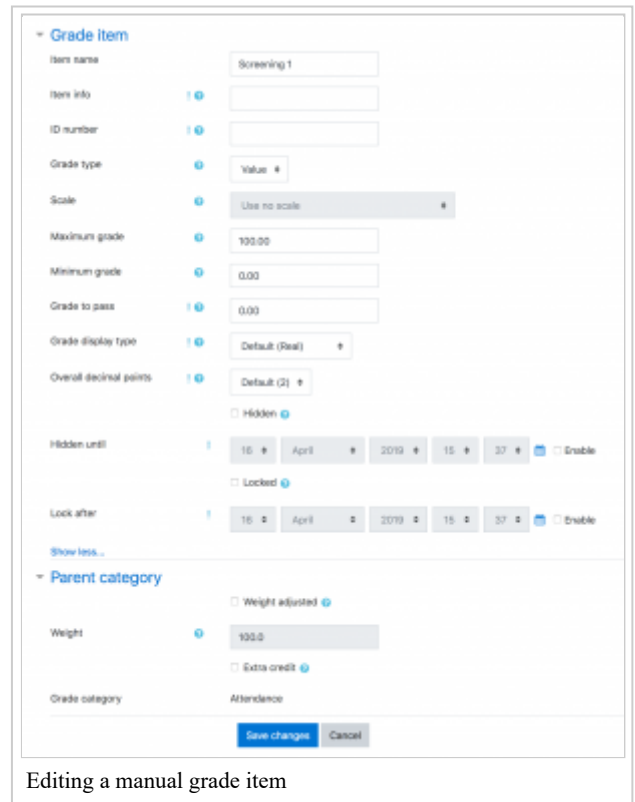 Grade item
Item name Screening 1
Item info !
ID number !
Grade type Value
Scale Use no scale
Maximum grade 100.00
Minimum grade 0.00
Grade to pass ! 0.00
Grade display type ! Default (Real)
Overall decimal points ! Default (2)
Hidden
Hidden until ! 16 April 2019 15 37 Enable
Locked
Lock after ! 16 April 2019 15 37 Enable
Show less...
Parent category
Weight adjusted
Weight 100.0
Extra credit
Grade category Attendance
Save changes Cancel
Editing a manual grade item